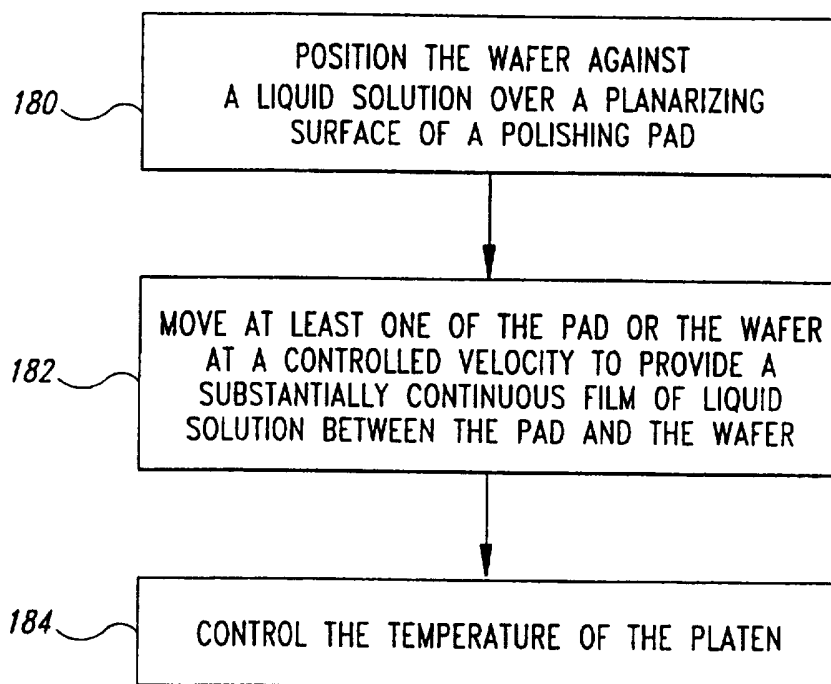 180
POSITION THE WAFER AGAINST
A LIQUID SOLUTION OVER A PLANARIZING
SURFACE OF A POLISHING PAD
182
MOVE AT LEAST ONE OF THE PAD OR THE WAFER
AT A CONTROLLED VELOCITY TO PROVIDE A
SUBSTANTIALLY CONTINUOUS FILM OF LIQUID
SOLUTION BETWEEN THE PAD AND THE WAFER
184
CONTROL THE TEMPERATURE OF THE PLATEN